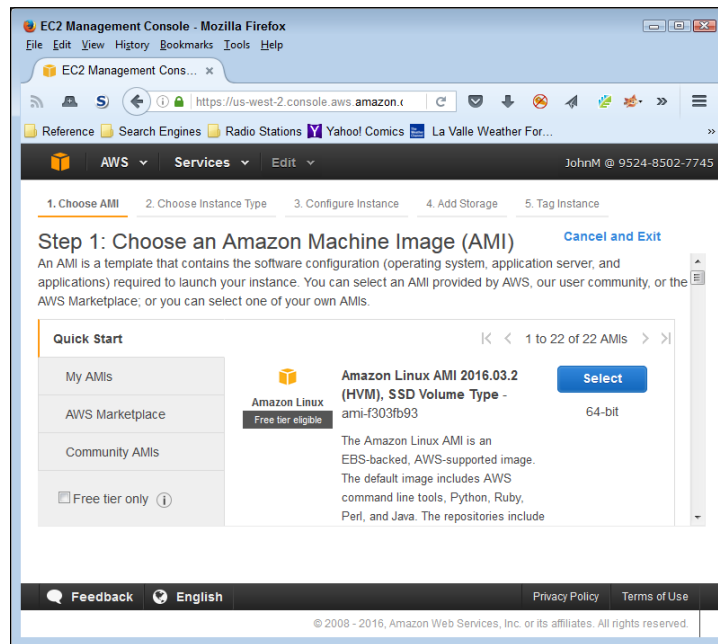 EC2 Management Console - Mozilla Firefox
File Edit View History Bookmarks Tools Help
EC2 Management Cons... ×
https://us-west-2.console.aws.amazon.c
Reference Search Engines Radio Stations Yahoo! Comics La Valle Weather For... »
AWS Services Edit JohnM @ 9524-8502-7745
1. Choose AMI 2. Choose Instance Type 3. Configure Instance 4. Add Storage 5. Tag Instance
Step 1: Choose an Amazon Machine Image (AMI) Cancel and Exit
An AMI is a template that contains the software configuration (operating system, application server, and
applications) required to launch your instance. You can select an AMI provided by AWS, our user community, or the
AWS Marketplace; or you can select one of your own AMIs.
Quick Start
1 to 22 of 22 AMIs
My AMIs
AWS Marketplace
Community AMIs
Free tier only
Amazon Linux
Free tier eligible
Amazon Linux AMI 2016.03.2
(HVM), SSD Volume Type -
ami-f303fb93
Select
64-bit
The Amazon Linux AMI is an
EBS-backed, AWS-supported image.
The default image includes AWS
command line tools, Python, Ruby,
Perl, and Java. The repositories include
Feedback English Privacy Policy Terms of Use
© 2008 - 2016, Amazon Web Services, Inc. or its affiliates. All rights reserved.